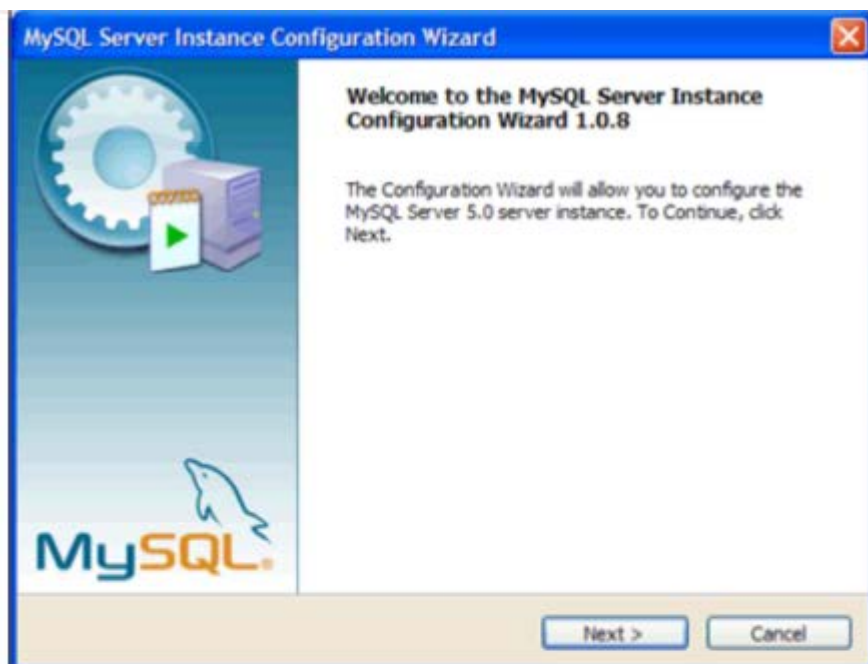 MySQL Server Instance Configuration Wizard
Welcome to the MySQL Server Instance
Configuration Wizard 1.0.8
The Configuration Wizard will allow you to configure the
MySQL Server 5.0 server instance. To Continue, click
Next.
MySQL®
Next >
Cancel